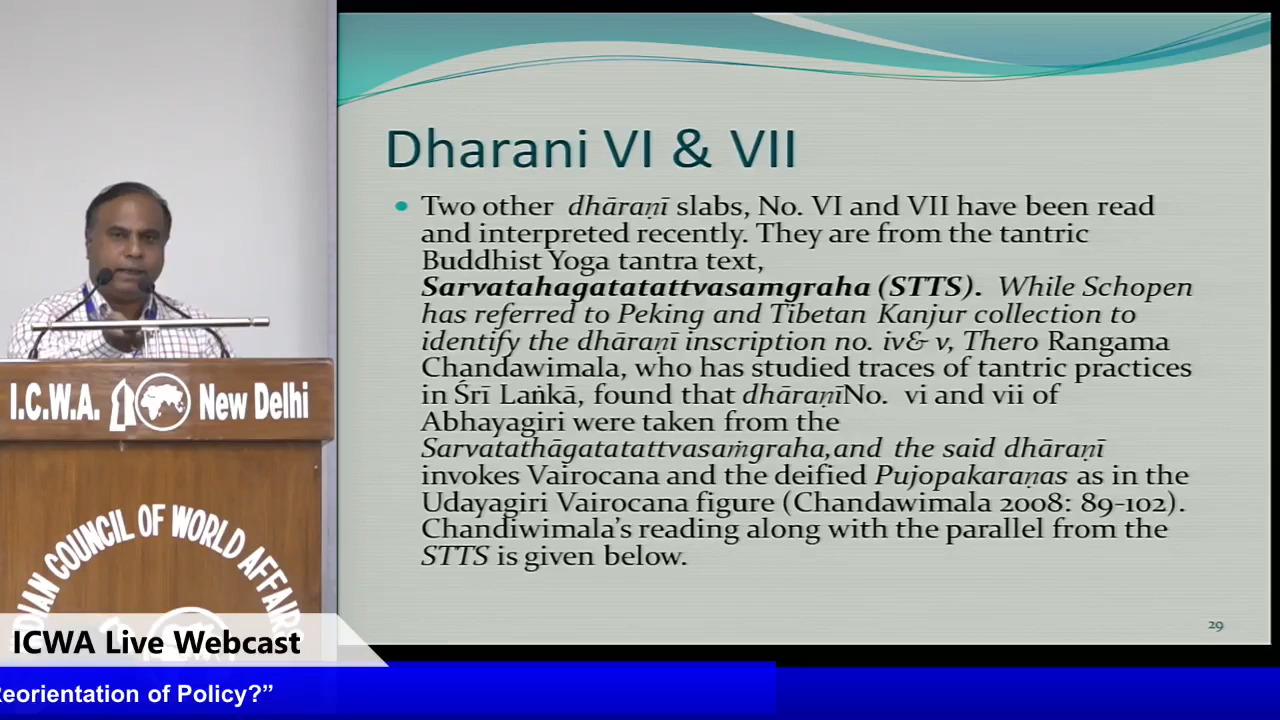 Dharani VI & VII
• Two other dhāraṇī slabs, No. VI and VII have been read
and interpreted recently. They are from the tantric
Buddhist Yoga tantra text,
Sarvatahagatatattvasamgraha (STTS). While Schopen
has referred to Peking and Tibetan Kanjur collection to
identify the dhāraṇī inscription no. iv& v, Thero Rangama
Chandawimala, who has studied traces of tantric practices
in Śrī Laṅkā, found that dhāraṇīNo. vi and vii of
Abhayagiri were taken from the
Sarvatathāgatatattvasaṁgraha,and the said dhāraṇī
invokes Vairocana and the deified Pujopakaraṇas as in the
Udayagiri Vairocana figure (Chandawimala 2008: 89-102).
Chandiwimala's reading along with the parallel from the
STTS is given below.
29
I.C.W.A. New Delhi
INDIAN COUNCIL OF WORLD AFFAIRS
ICWA Live Webcast
Reorientation of Policy?”